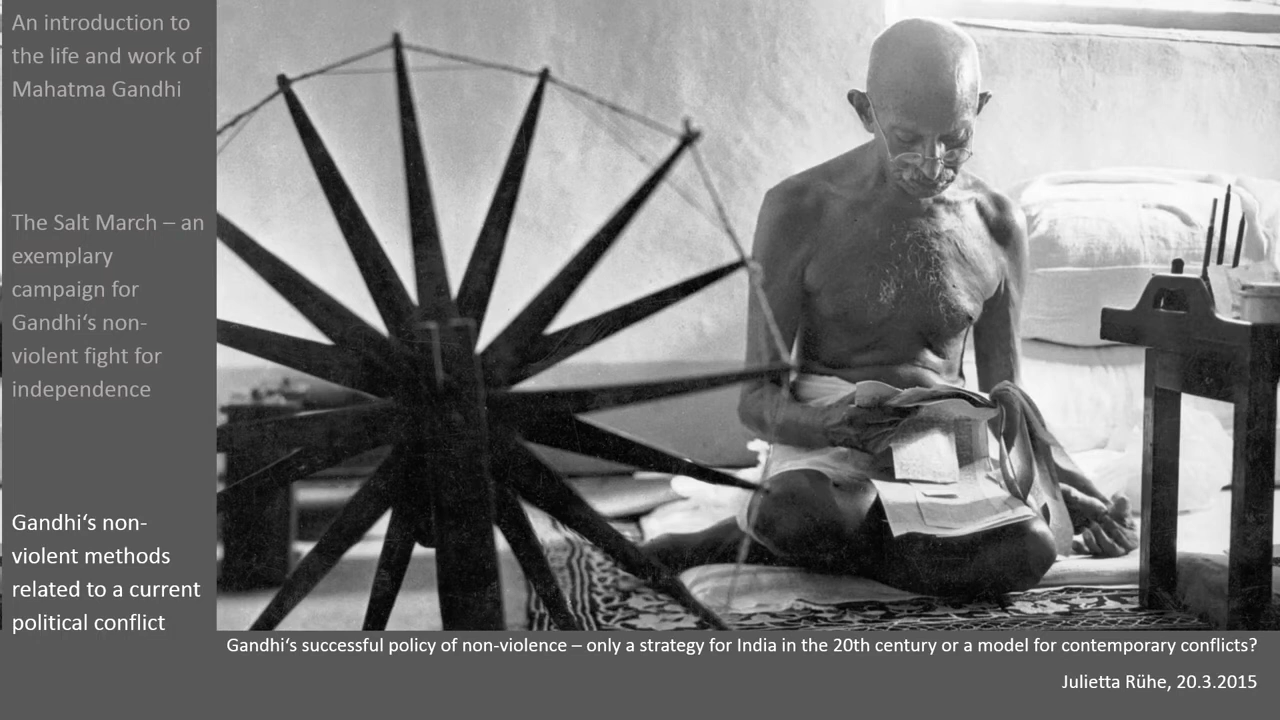 An introduction to
the life and work of
Mahatma Gandhi
The Salt March – an
exemplary
campaign for
Gandhi‘s non-
violent fight for
independence
Gandhi‘s non-
violent methods
related to a current
political conflict
Gandhi‘s successful policy of non-violence – only a strategy for India in the 20th century or a model for contemporary conflicts?
Julietta Rühe, 20.3.2015